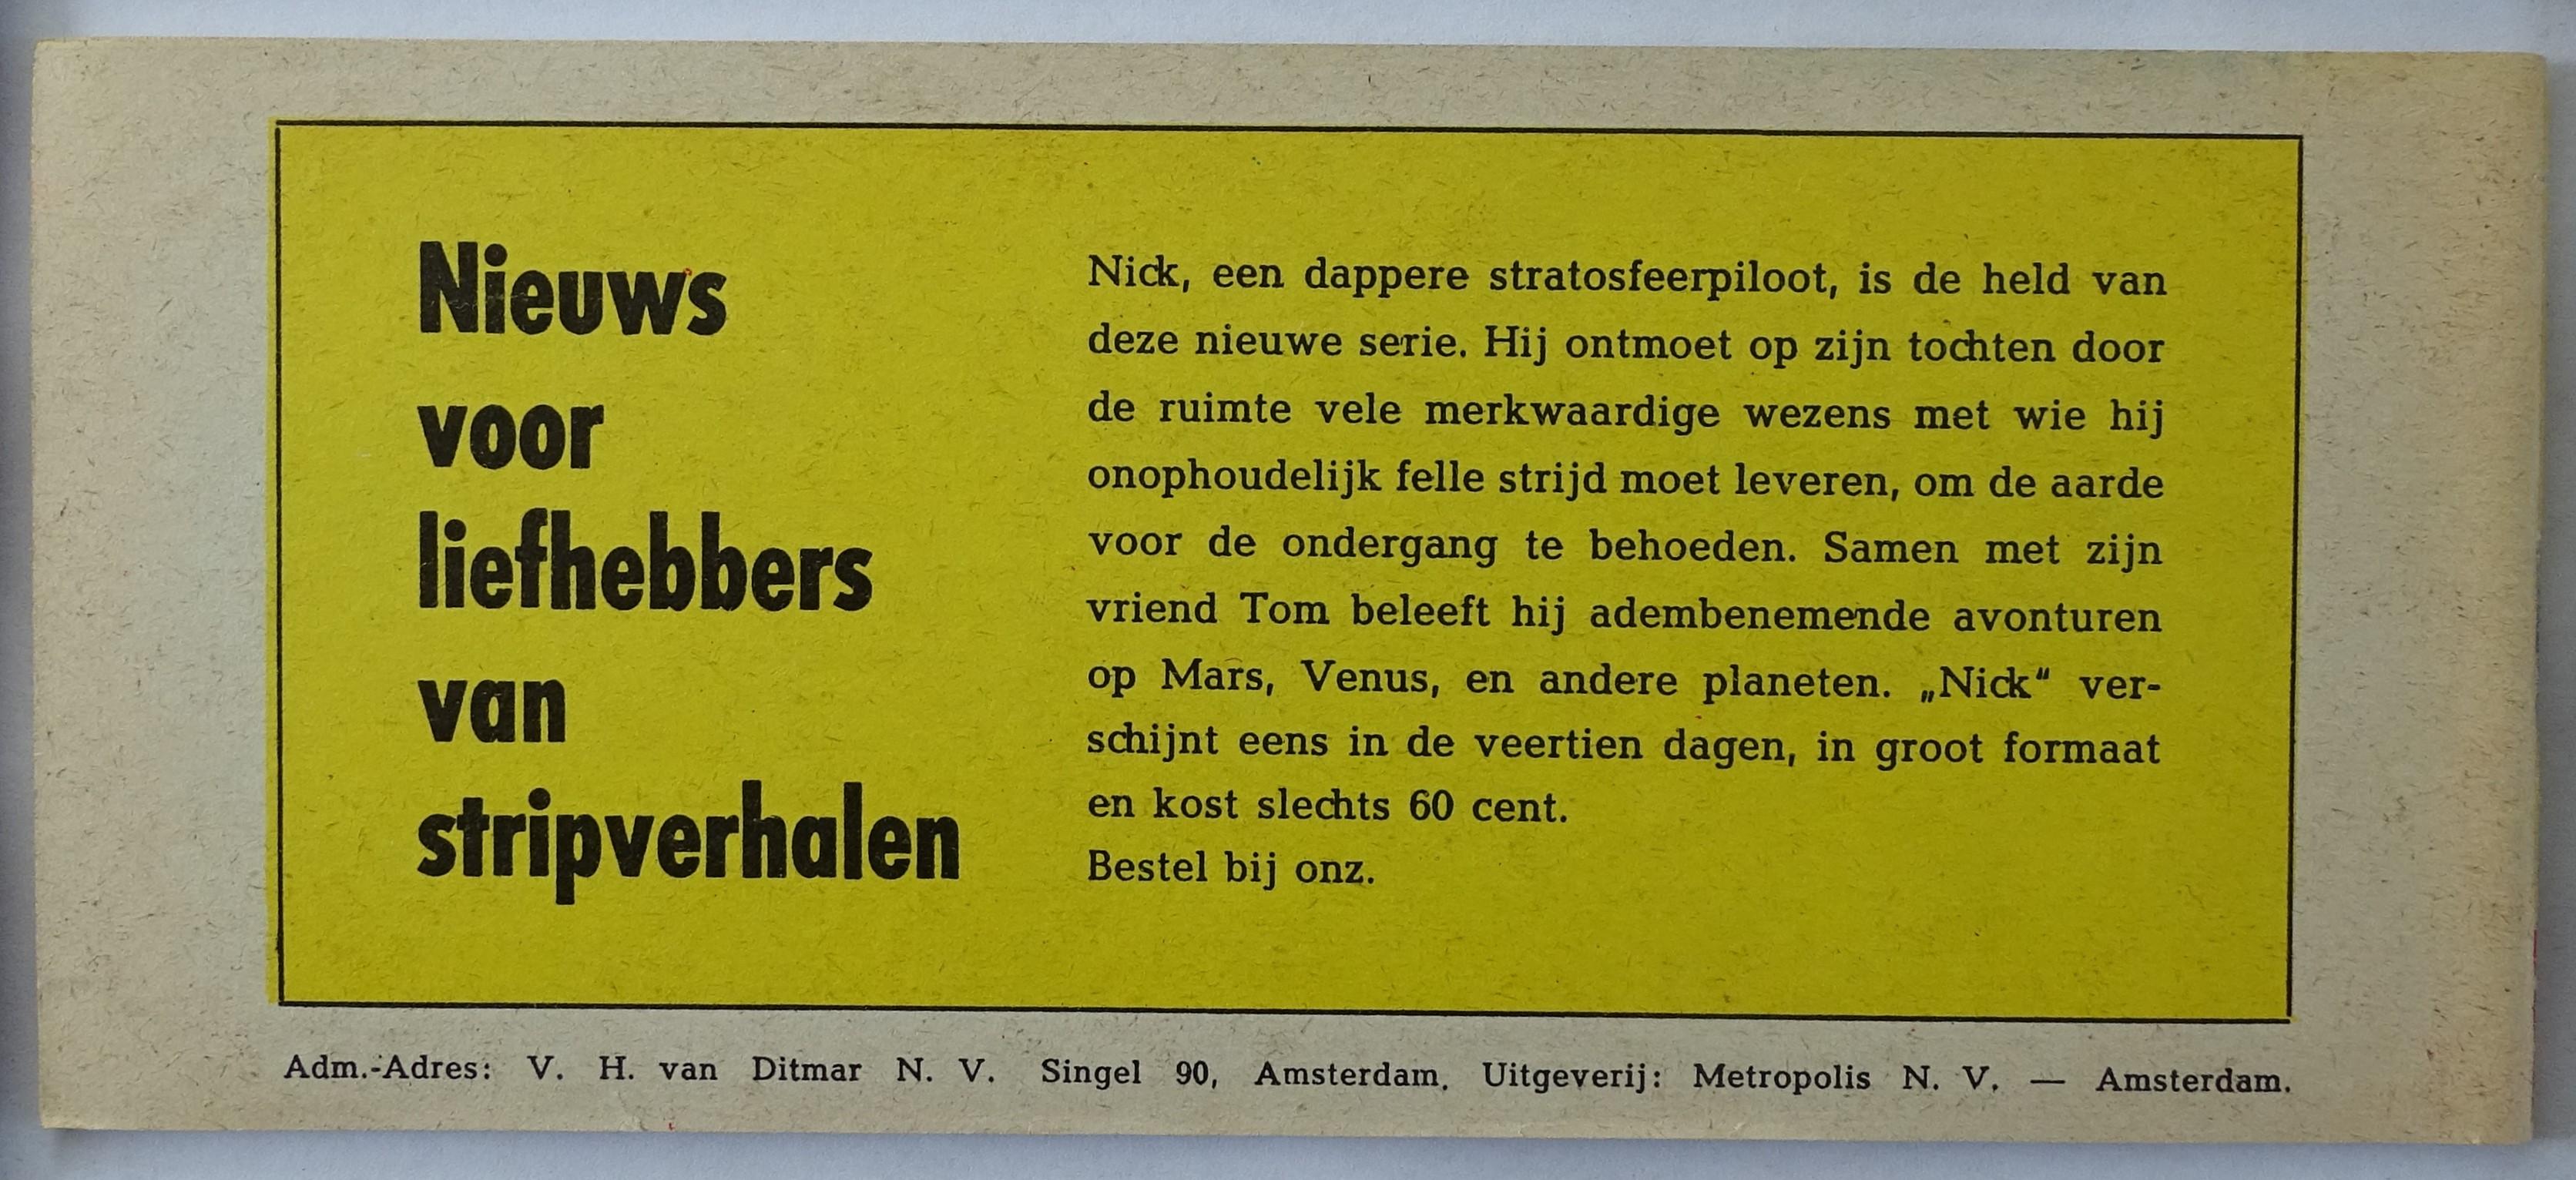 Nieuws
voor
liefhebbers
van
stripverhalen
Nick, een dappere stratosfeerpiloot, is de held van
deze nieuwe serie. Hij ontmoet op zijn tochten door
de ruimte vele merkwaardige wezens met wie hij
onophoudelijk felle strijd moet leveren, om de aarde
voor de ondergang te behoeden. Samen met zijn
vriend Tom beleeft hij adembenemende avonturen
op Mars, Venus, en andere planeten. „Nick“ ver-
schijnt eens in de veertien dagen, in groot formaat
en kost slechts 60 cent.
Bestel bij onz.
Adm.-Adres: V. H. van Ditmar N. V. Singel 90, Amsterdam. Uitgeverij: Metropolis N. V. — Amsterdam.